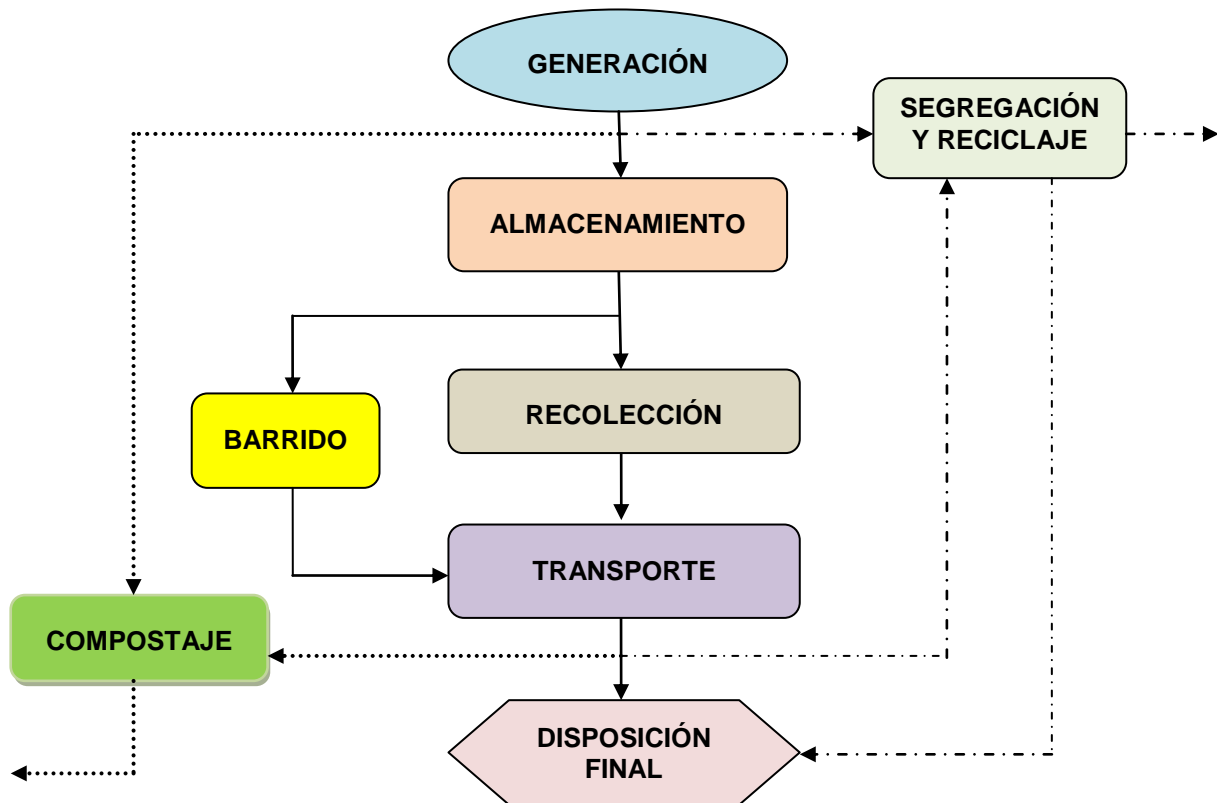 GENERACIÓN
SEGREGACIÓN
Y RECICLAJE
ALMACENAMIENTO
RECOLECCIÓN
BARRIDO
TRANSPORTE
COMPOSTAJE
DISPOSICIÓN
FINAL